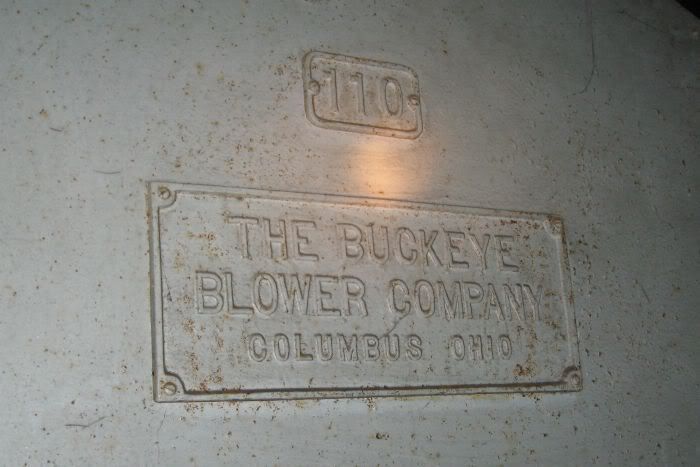 110
THE BUCKEYE
BLOWER COMPANY
COLUMBUS OHIO